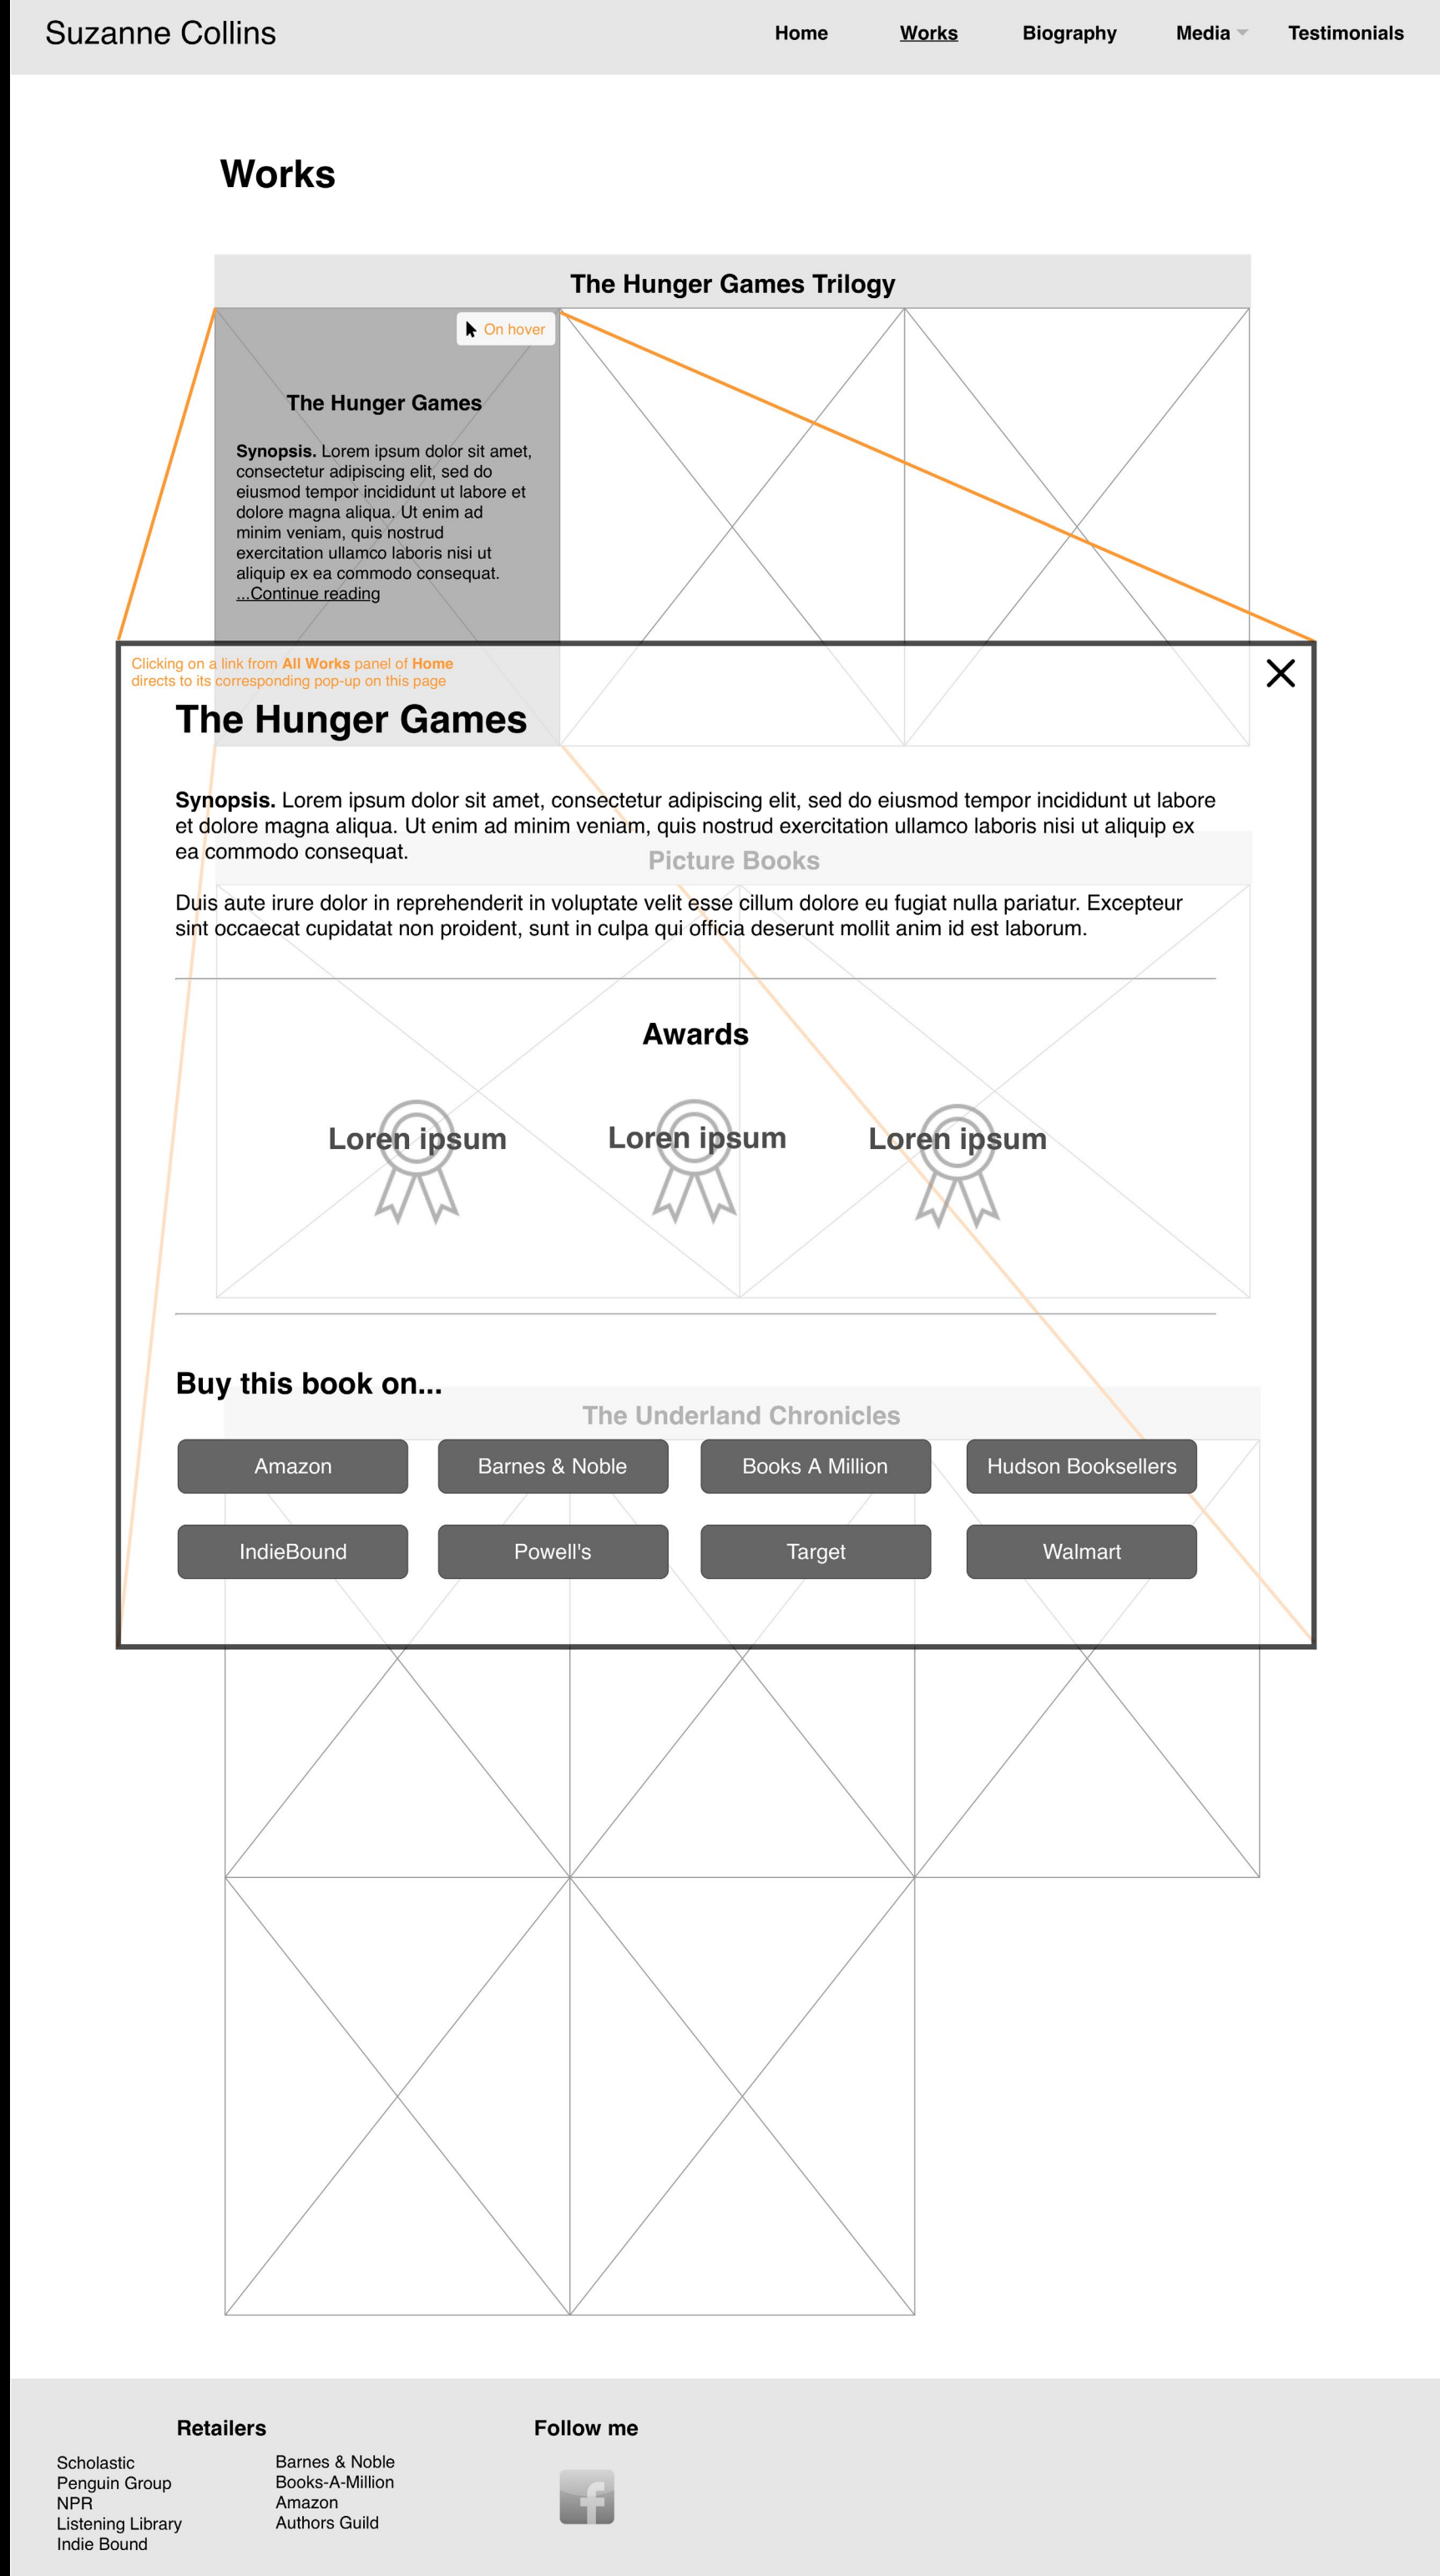 Suzanne Collins
Home Works Biography Media Testimonials
Works
The Hunger Games Trilogy
On hover
The Hunger Games
Synopsis. Lorem ipsum dolor sit amet,
consectetur adipiscing elit, sed do
eiusmod tempor incididunt ut labore et
dolore magna aliqua. Ut enim ad
minim veniam, quis nostrud
exercitation ullamco laboris nisi ut
aliquip ex ea commodo consequat.
...Continue reading
Clicking on a link from All Works panel of Home
directs to its corresponding pop-up on this page
The Hunger Games
Synopsis. Lorem ipsum dolor sit amet, consectetur adipiscing elit, sed do eiusmod tempor incididunt ut labore
et dolore magna aliqua. Ut enim ad minim veniam, quis nostrud exercitation ullamco laboris nisi ut aliquip ex
ea commodo consequat.
Picture Books
Duis aute irure dolor in reprehenderit in voluptate velit esse cillum dolore eu fugiat nulla pariatur. Excepteur
sint occaecat cupidatat non proident, sunt in culpa qui officia deserunt mollit anim id est laborum.
Awards
Loren ipsum Loren ipsum Loren ipsum
Buy this book on...
The Underland Chronicles
Amazon Barnes & Noble Books A Million Hudson Booksellers
IndieBound Powell's Target Walmart
Retailers
Scholastic
Penguin Group
NPR
Listening Library
Indie Bound
Barnes & Noble
Books-A-Million
Amazon
Authors Guild
Follow me